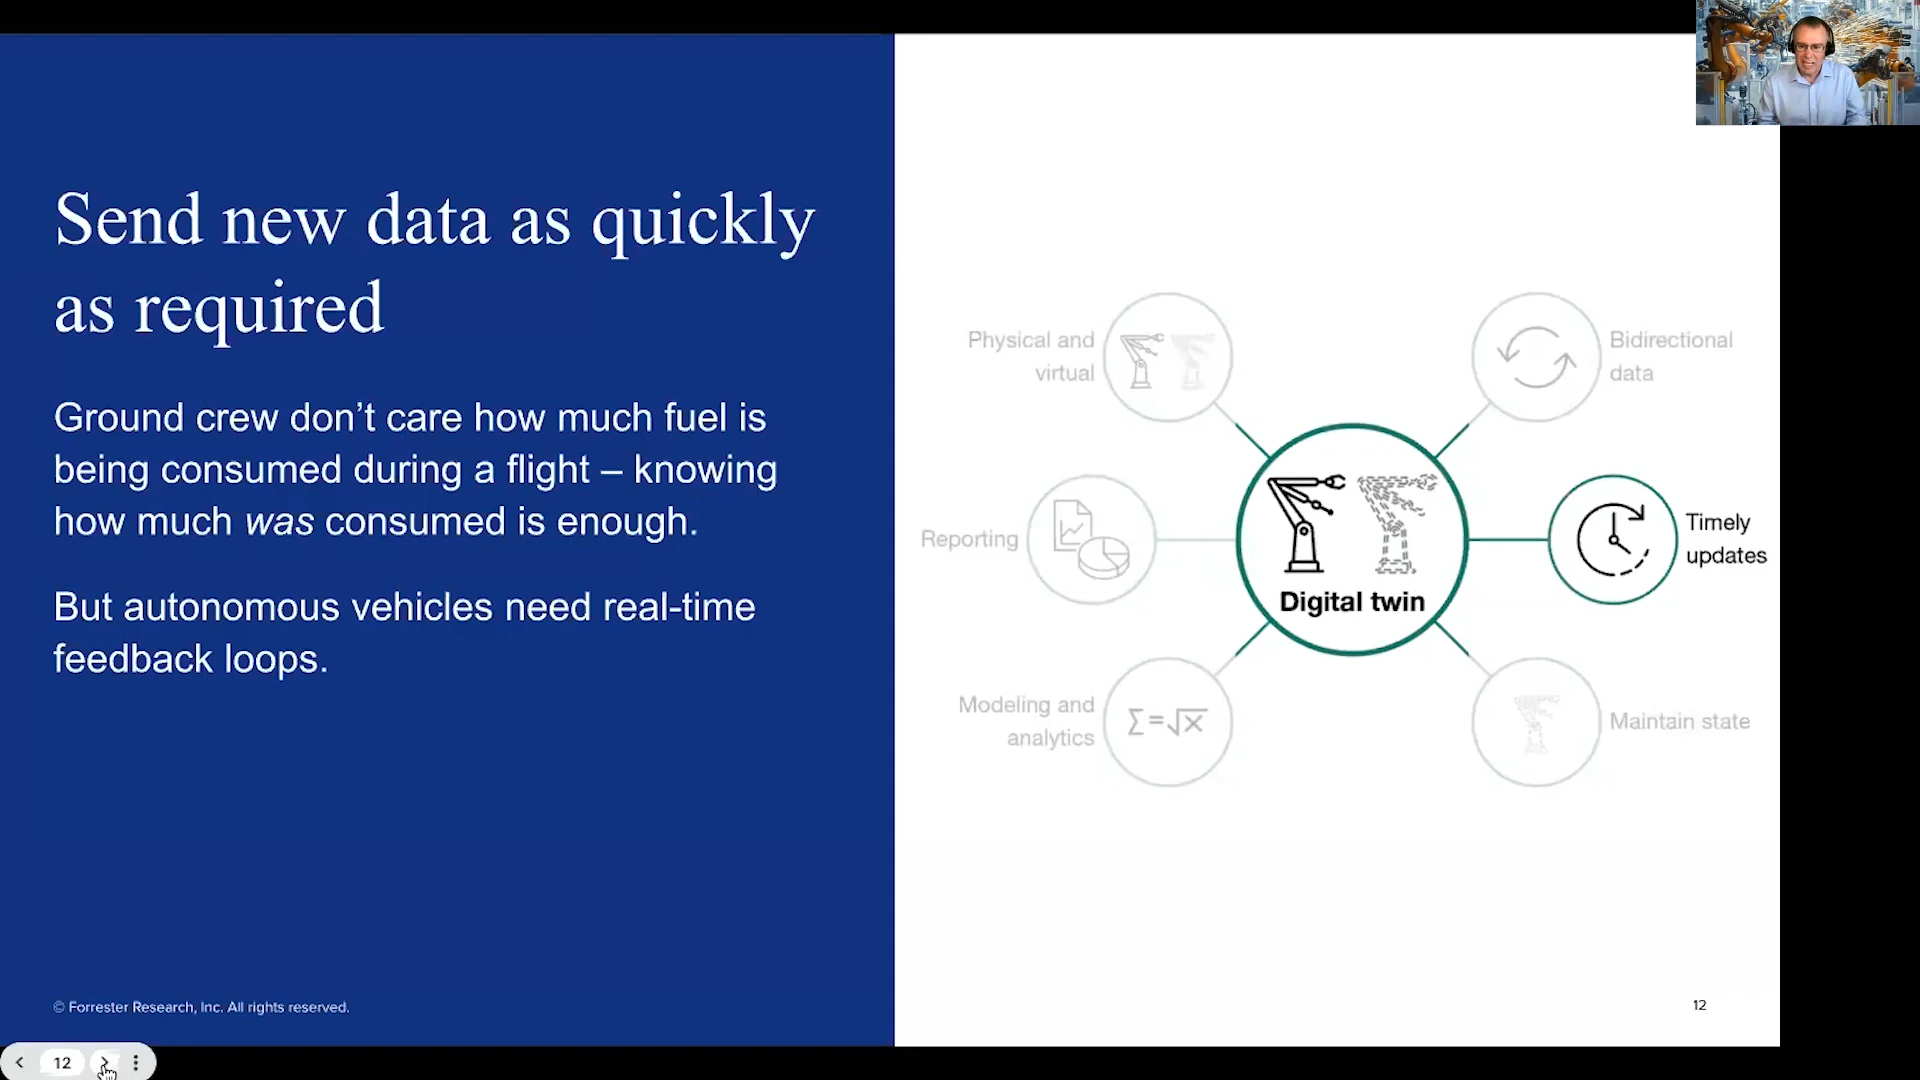 Send new data as quickly
as required
Ground crew don’t care how much fuel is
being consumed during a flight – knowing
how much was consumed is enough.
But autonomous vehicles need real-time
feedback loops.
Physical and
virtual
Bidirectional
data
Reporting
Timely
updates
Digital twin
Modeling and
analytics
Σ=√x
Maintain state
© Forrester Research, Inc. All rights reserved.
12
12